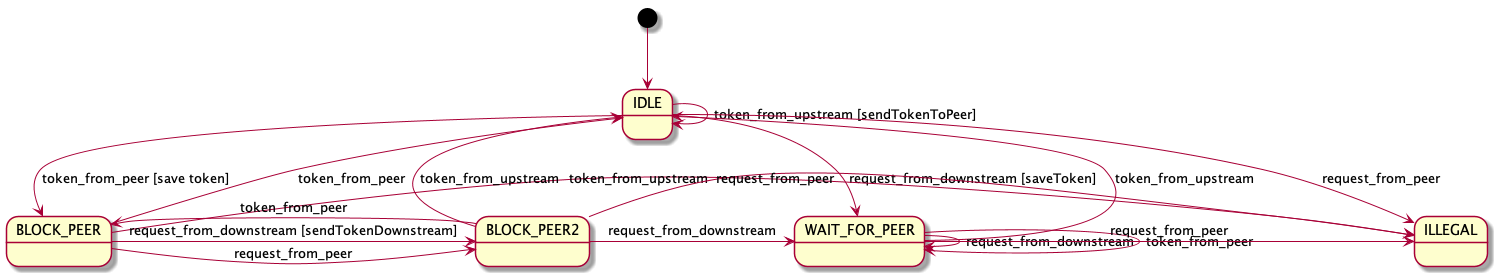 IDLE
token_from_upstream [sendTokenToPeer]
token_from_peer [save token]
token_from_peer
token_from_upstream
token_from_upstream
request_from_peer
request_from_downstream [saveToken]
token_from_upstream
request_from_peer
token_from_peer
BLOCK_PEER
request_from_downstream [sendTokenDownstream]
BLOCK_PEER2
request_from_downstream
WAIT_FOR_PEER
request_from_peer
request_from_downstream
token_from_peer
ILLEGAL
request_from_peer